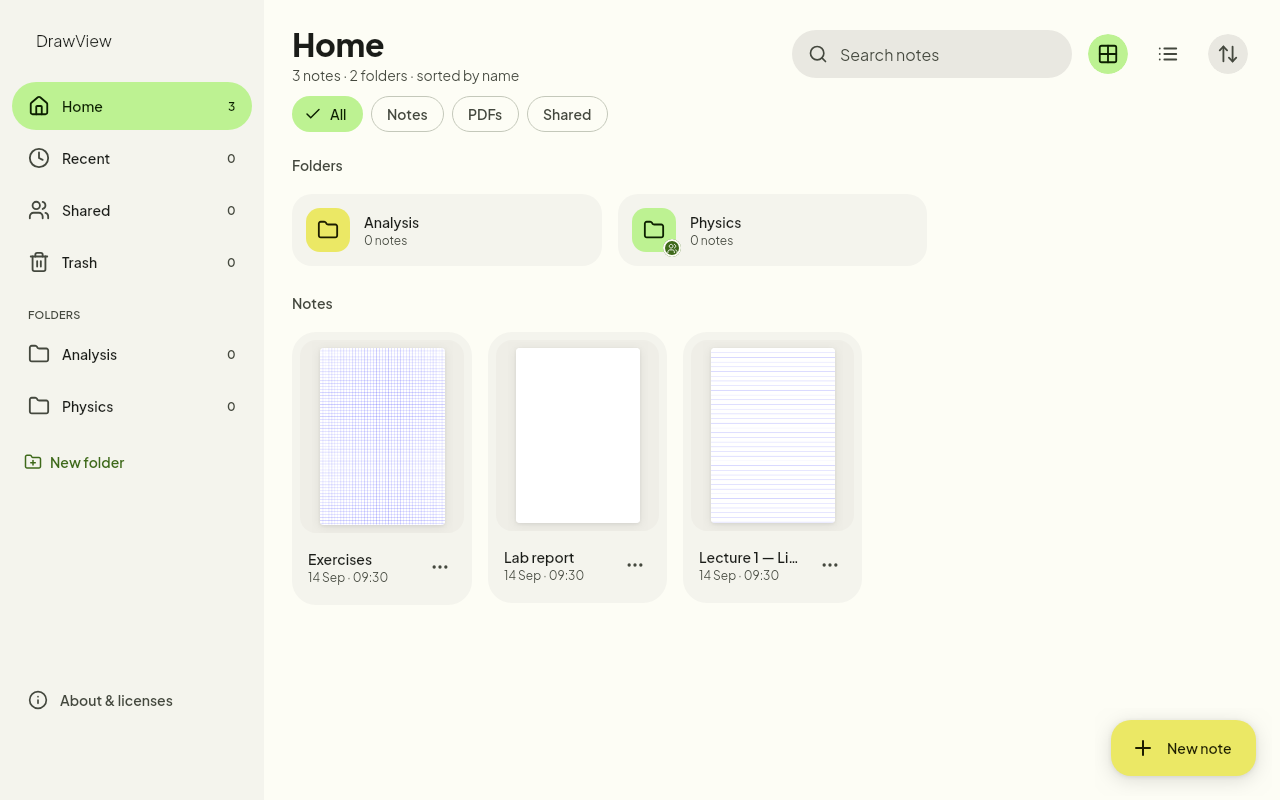 DrawView
Home 3
Recent 0
Shared 0
Trash 0
FOLDERS
Analysis 0
Physics 0
New folder
About & licenses
Home
3 notes · 2 folders · sorted by name
Search notes
All Notes PDFs Shared
Folders
Analysis
0 notes
Physics
0 notes
Notes
Exercises
14 Sep · 09:30
Lab report
14 Sep · 09:30
Lecture 1 — Li…
14 Sep · 09:30
New note